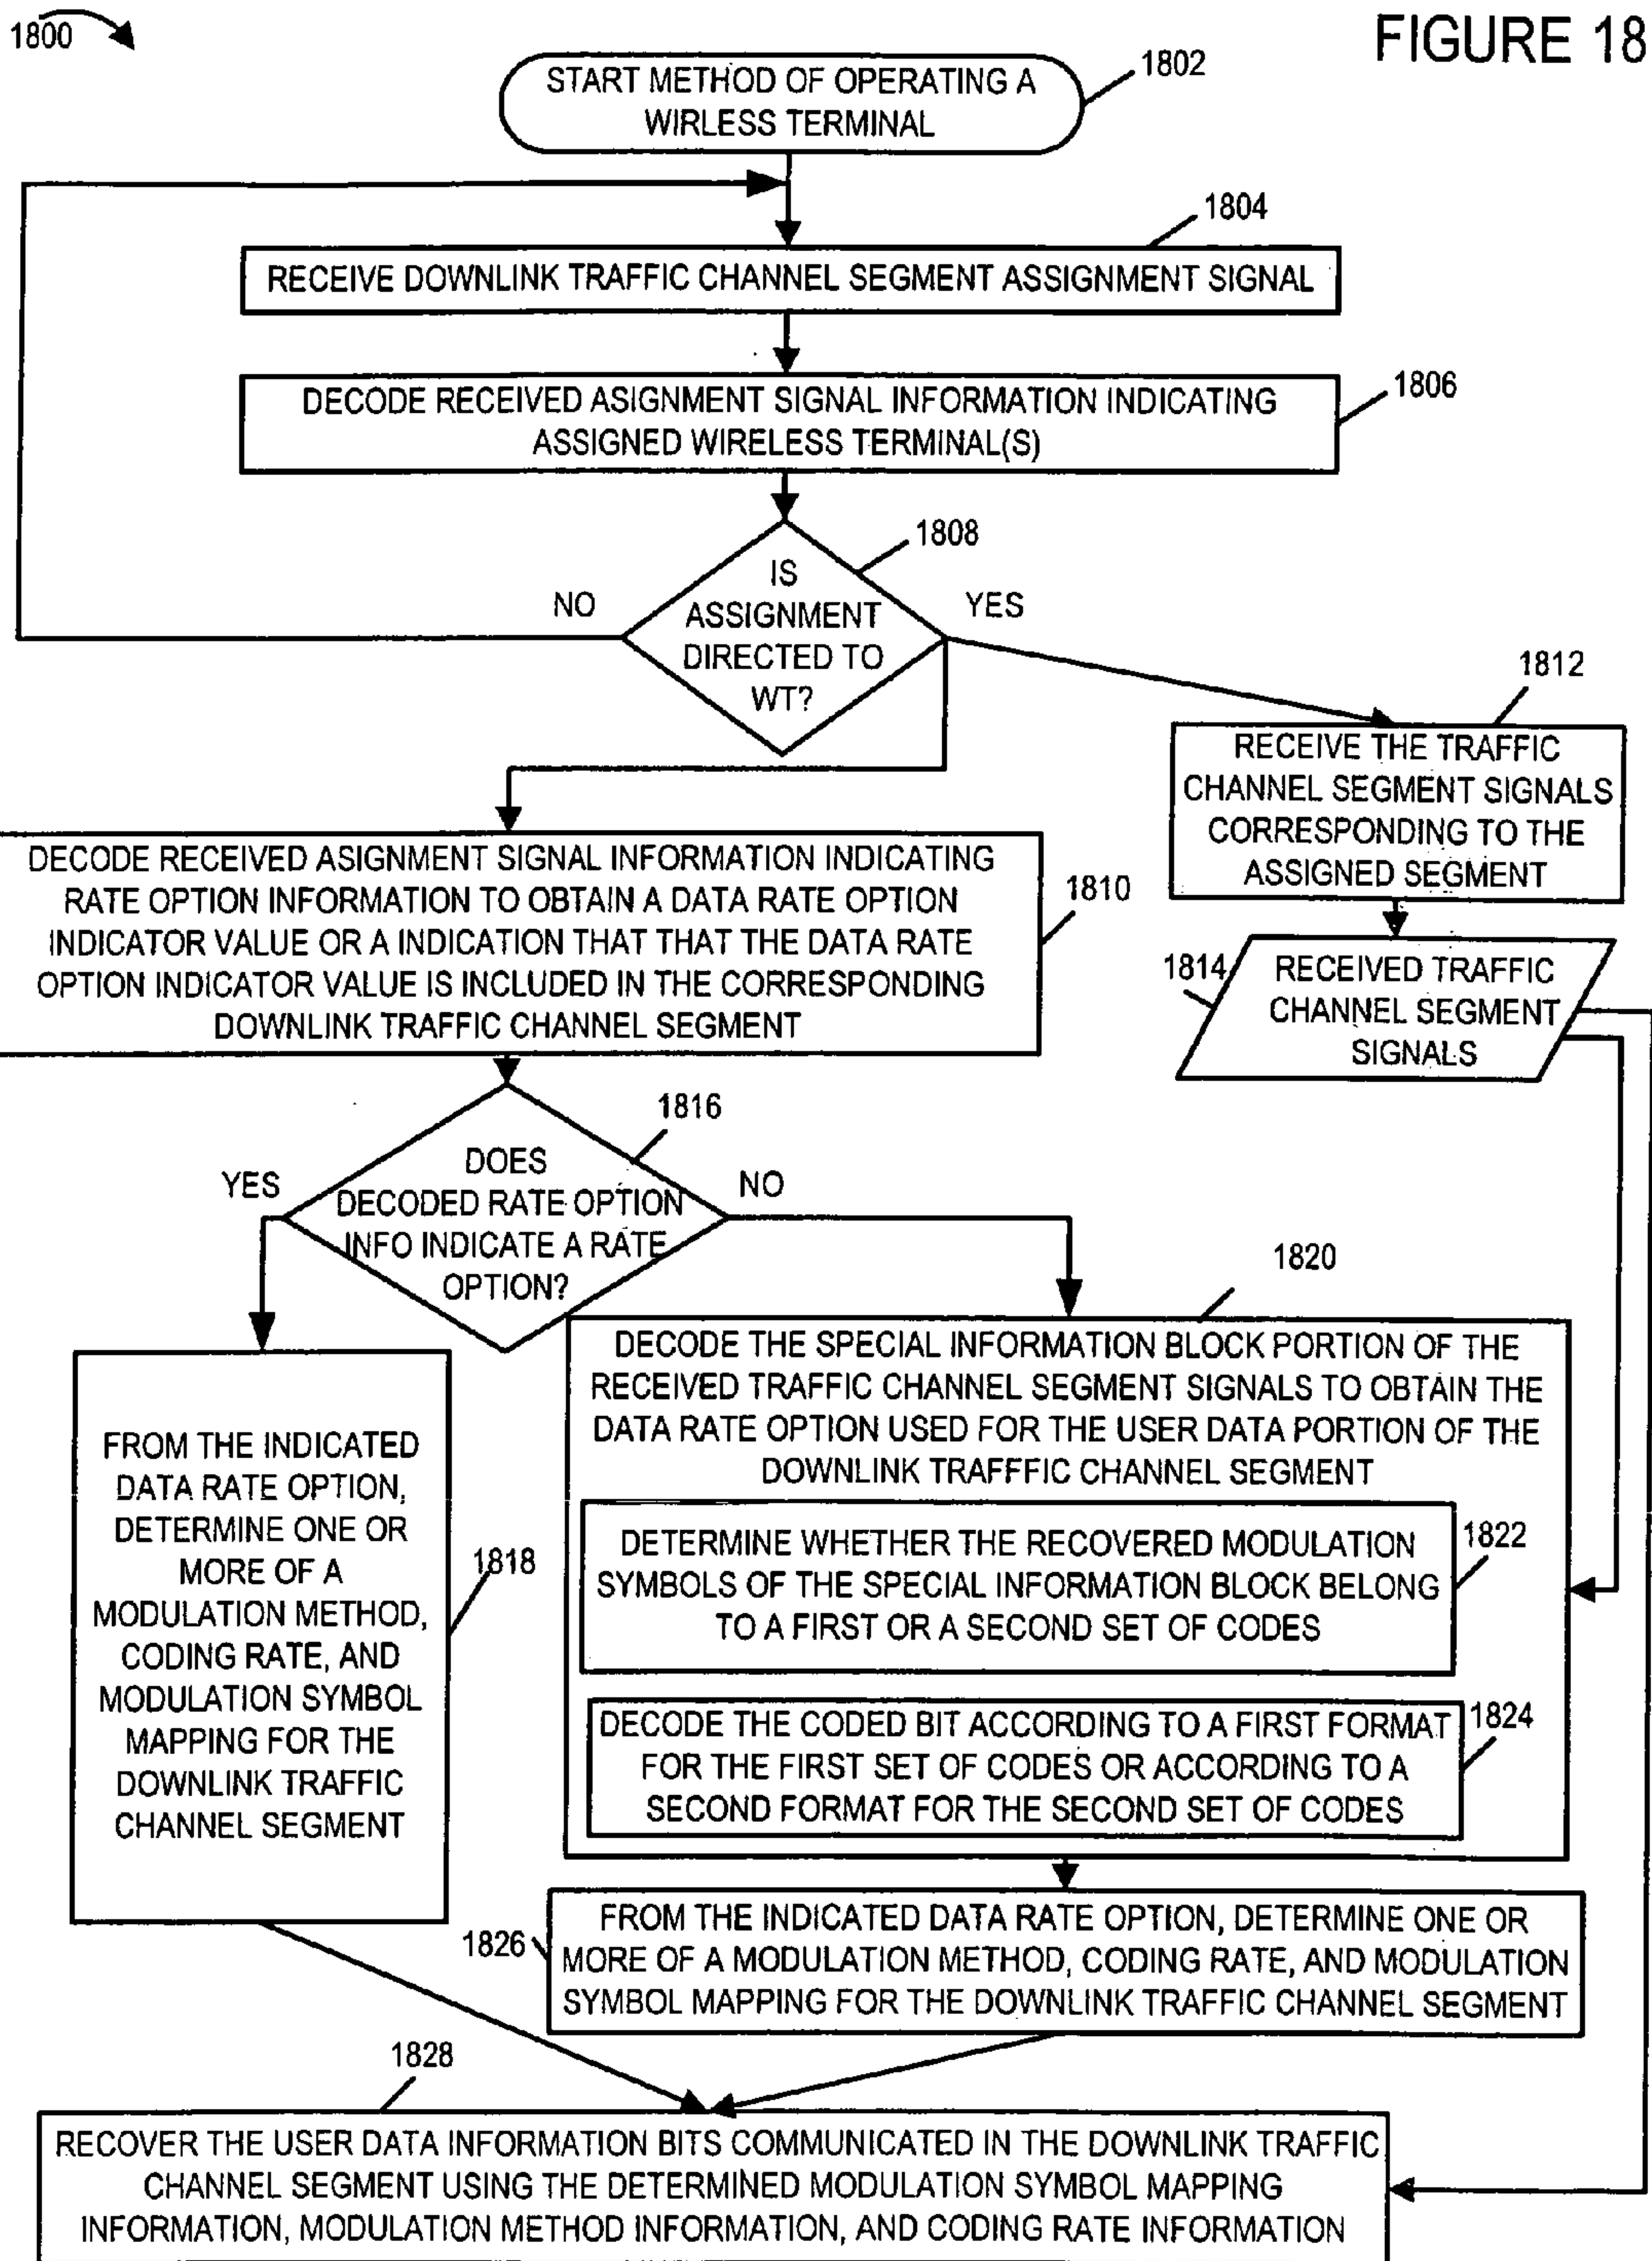 1800
FIGURE 18
START METHOD OF OPERATING A
WIRLESS TERMINAL
1802
1804
RECEIVE DOWNLINK TRAFFIC CHANNEL SEGMENT ASSIGNMENT SIGNAL
DECODE RECEIVED ASIGNMENT SIGNAL INFORMATION INDICATING
ASSIGNED WIRELESS TERMINAL(S)
1806
1808
IS
ASSIGNMENT
DIRECTED TO
WT?
NO
YES
1812
RECEIVE THE TRAFFIC
CHANNEL SEGMENT SIGNALS
CORRESPONDING TO THE
ASSIGNED SEGMENT
DECODE RECEIVED ASIGNMENT SIGNAL INFORMATION INDICATING
RATE OPTION INFORMATION TO OBTAIN A DATA RATE OPTION
INDICATOR VALUE OR A INDICATION THAT THAT THE DATA RATE
OPTION INDICATOR VALUE IS INCLUDED IN THE CORRESPONDING
DOWNLINK TRAFFIC CHANNEL SEGMENT
1810
1814
RECEIVED TRAFFIC
CHANNEL SEGMENT
SIGNALS
1816
DOES
DECODED RATE OPTION
INFO INDICATE A RATE
OPTION?
YES
NO
1820
DECODE THE SPECIAL INFORMATION BLOCK PORTION OF THE
RECEIVED TRAFFIC CHANNEL SEGMENT SIGNALS TO OBTAIN THE
DATA RATE OPTION USED FOR THE USER DATA PORTION OF THE
DOWNLINK TRAFFFIC CHANNEL SEGMENT
DETERMINE WHETHER THE RECOVERED MODULATION
SYMBOLS OF THE SPECIAL INFORMATION BLOCK BELONG
TO A FIRST OR A SECOND SET OF CODES
1822
DECODE THE CODED BIT ACCORDING TO A FIRST FORMAT
FOR THE FIRST SET OF CODES OR ACCORDING TO A
SECOND FORMAT FOR THE SECOND SET OF CODES
1824
FROM THE INDICATED
DATA RATE OPTION,
DETERMINE ONE OR
MORE OF A
MODULATION METHOD,
CODING RATE, AND
MODULATION SYMBOL
MAPPING FOR THE
DOWNLINK TRAFFIC
CHANNEL SEGMENT
1818
1826
FROM THE INDICATED DATA RATE OPTION, DETERMINE ONE OR
MORE OF A MODULATION METHOD, CODING RATE, AND MODULATION
SYMBOL MAPPING FOR THE DOWNLINK TRAFFIC CHANNEL SEGMENT
1828
RECOVER THE USER DATA INFORMATION BITS COMMUNICATED IN THE DOWNLINK TRAFFIC
CHANNEL SEGMENT USING THE DETERMINED MODULATION SYMBOL MAPPING
INFORMATION, MODULATION METHOD INFORMATION, AND CODING RATE INFORMATION